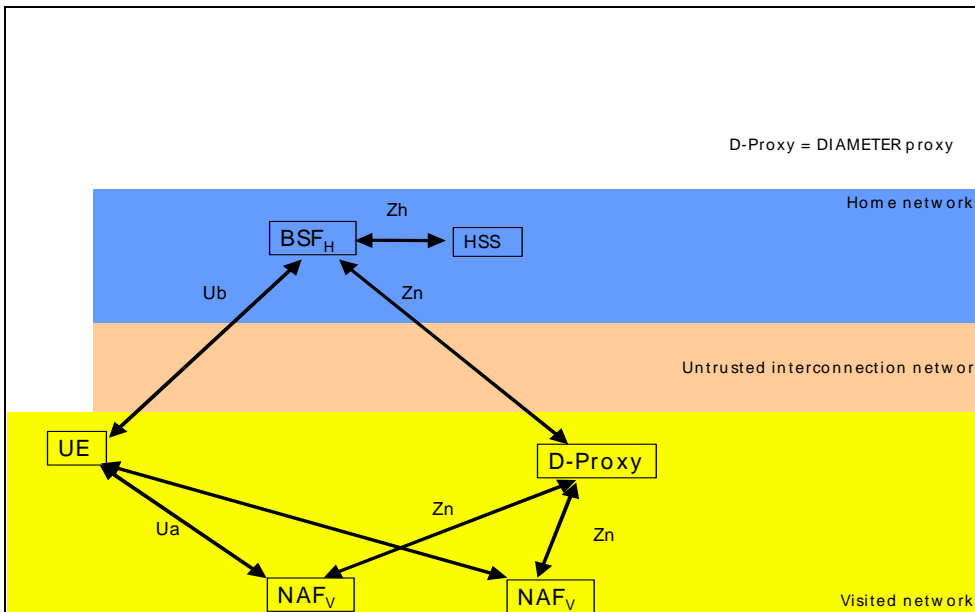 D-Proxy = DIAMETER proxy
Home network
Zh
BSF_H
HSS
Ub
Zn
Untrusted interconnection networ
UE
D-Proxy
Zn
Ua
Zn
NAF_V
NAF_V
Visited network